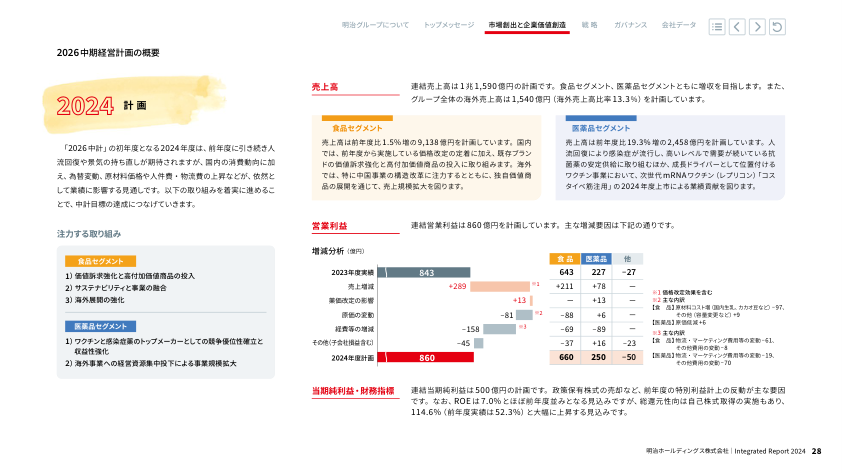 明治グループについて トップメッセージ 市場創出と企業価値創造 戦 略 ガバナンス 会社データ
2026中期経営計画の概要
2024 計 画
「2026中計」の初年度となる2024年度は、前年度に引き続き人
流回復や景気の持ち直しが期待されますが、国内の消費動向に加
え、為替変動、原材料価格や人件費・物流費の上昇などが、依然と
して業績に影響する見通しです。以下の取り組みを着実に進めるこ
とで、中計目標の達成につなげていきます。
注力する取り組み
食品セグメント
1）価値訴求強化と高付加価値商品の投入
2）サステナビリティと事業の融合
3）海外展開の強化
医薬品セグメント
1）ワクチンと感染症薬のトップメーカーとしての競争優位性確立と
収益性強化
2）海外事業への経営資源集中投下による事業規模拡大
売上高
連結売上高は1兆1,590億円の計画です。食品セグメント、医薬品セグメントともに増収を目指します。また、
グループ全体の海外売上高は1,540億円（海外売上高比率13.3％）を計画しています。
食品セグメント
売上高は前年度比1.5％増の9,138億円を計画しています。国内
では、前年度から実施している価格改定の定着に加え、既存ブラン
ドの価値訴求強化と高付加価値商品の投入に取り組みます。海外
では、特に中国事業の構造改革に注力するとともに、独自価値商
品の展開を通じて、売上規模拡大を図ります。
医薬品セグメント
売上高は前年度比19.3％増の2,458億円を計画しています。人
流回復により感染症が流行し、高いレベルで需要が続いている抗
菌薬の安定供給に取り組むほか、成長ドライバーとして位置付ける
ワクチン事業において、次世代mRNAワクチン（レプリコン）「コス
タイベ筋注用」の2024年度上市による業績貢献を図ります。
営業利益
連結営業利益は860億円を計画しています。主な増減要因は下記の通りです。
増減分析（億円）
食 品 医薬品 他
2023年度実績 843 643 227 −27
売上増減 +289 ※1 +211 +78 —
薬価改定の影響 +13 — +13 —
原価の変動 −81 ※2 −88 +6 —
経費等の増減 −158 ※3 −69 −89 —
その他（子会社損益含む） −45 −37 +16 −23
2024年度計画 860 660 250 −50
※1 価格改定効果を含む
※2 主な内訳
【食 品】原材料コスト増（国内生乳、カカオ豆など）−97、
その他（容量変更など）+9
【医薬品】原価低減+6
※3 主な内訳
【食 品】物流・マーケティング費用等の変動−61、
その他費用の変動−8
【医薬品】物流・マーケティング費用等の変動−19、
その他費用の変動−70
当期純利益・財務指標
連結当期純利益は500億円の計画です。政策保有株式の売却など、前年度の特別利益計上の反動が主な要因
です。なお、ROEは7.0％とほぼ前年度並みとなる見込みですが、総還元性向は自己株式取得の実施もあり、
114.6％（前年度実績は52.3％）と大幅に上昇する見込みです。
明治ホールディングス株式会社｜Integrated Report 2024 28